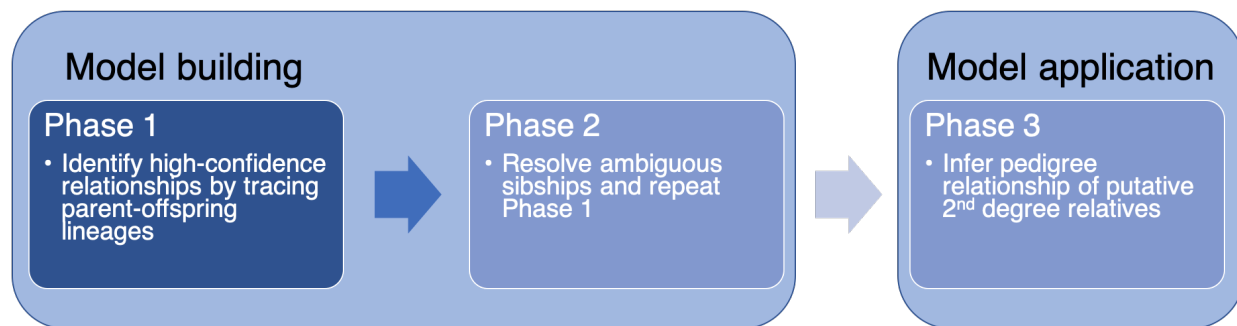 Model building
Phase 1
• Identify high-confidence
relationships by tracing
parent-offspring
lineages
Phase 2
• Resolve ambiguous
sibships and repeat
Phase 1
Model application
Phase 3
• Infer pedigree
relationship of putative
2nd degree relatives